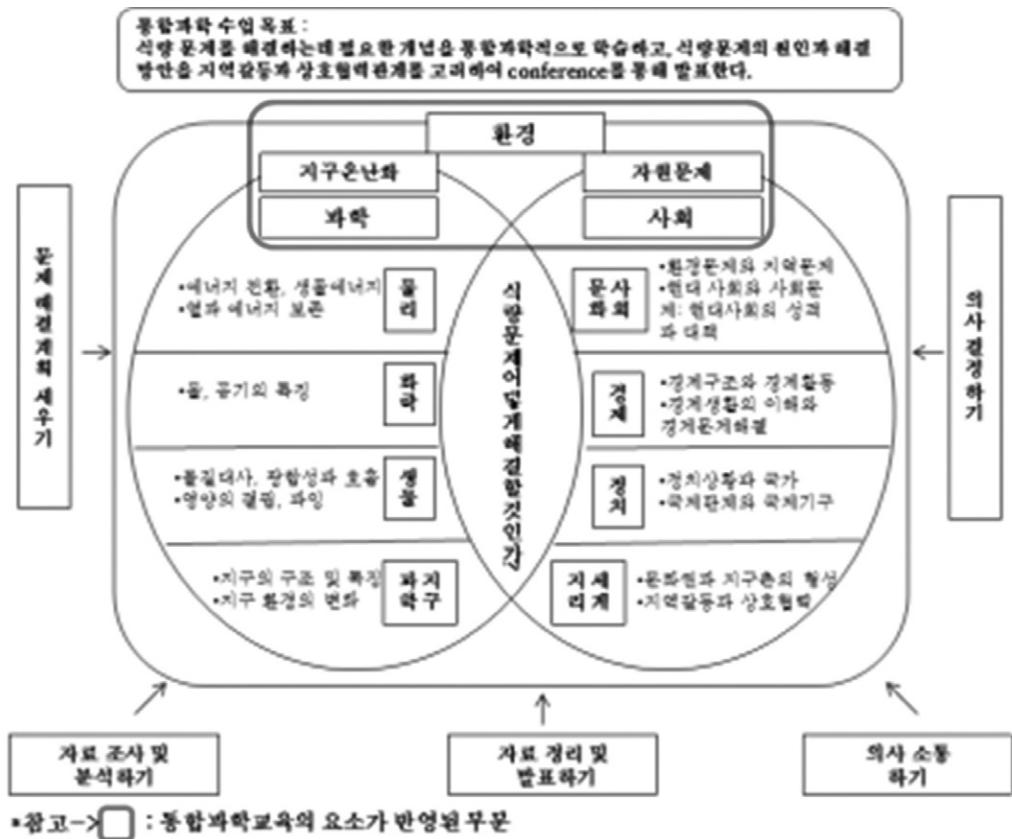 통합과학 수업 목표 :
식량 문제를 해결하는데 필요한 개념을 통합과학적으로 학습하고, 식량문제의 원인과 해결
방안을 지역갈등과 상호협력관계를 고려하여 conference를 통해 발표한다.
환경
지구온난화
자원문제
과학
사회
문제 해결계획 세우기
•에너지 전환, 생물에너지
•열과 에너지 보존
물리
•물, 공기의 특징
화학
•물질대사, 광합성과 호흡
•영양의 결핍, 과잉
생물
•지구의 구조 및 특징
•지구 환경의 변화
지구
과학
식량문제 어떻게 해결할 것인가?
사회
문화
•환경문제와 지역문제
•현대 사회와 사회문
제: 현대사회의 성격
과 대책
경제
•경제구조와 경제활동
•경제생활의 이해와
경제문제해결
정치
•정치상황과 국가
•국제관계와 국제기구
세계
지리
•문화권과 지구촌의 형성
•지역갈등과 상호협력
의사 결정하기
자료 조사 및
분석하기
자료 정리 및
발표하기
의사 소통
하기
*참고-> : 통합과학교육의 요소가 반영된 부분